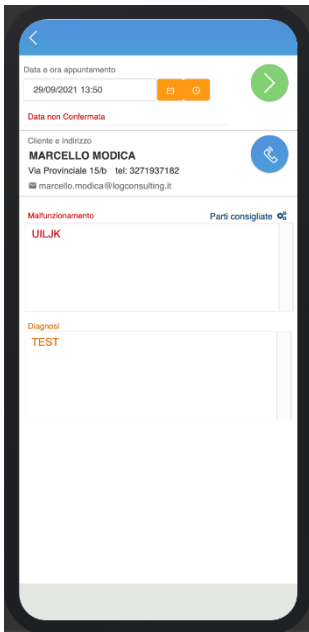 Data e ora appuntamento
29/09/2021 13:50
Data non Confermata
Cliente e indirizzo
MARCELLO MODICA
Via Provinciale 15/b tel: 3271937182
marcello.modica@logconsulting.it
Malfunzionamento Parti consigliate
UILJK
Diagnosi
TEST